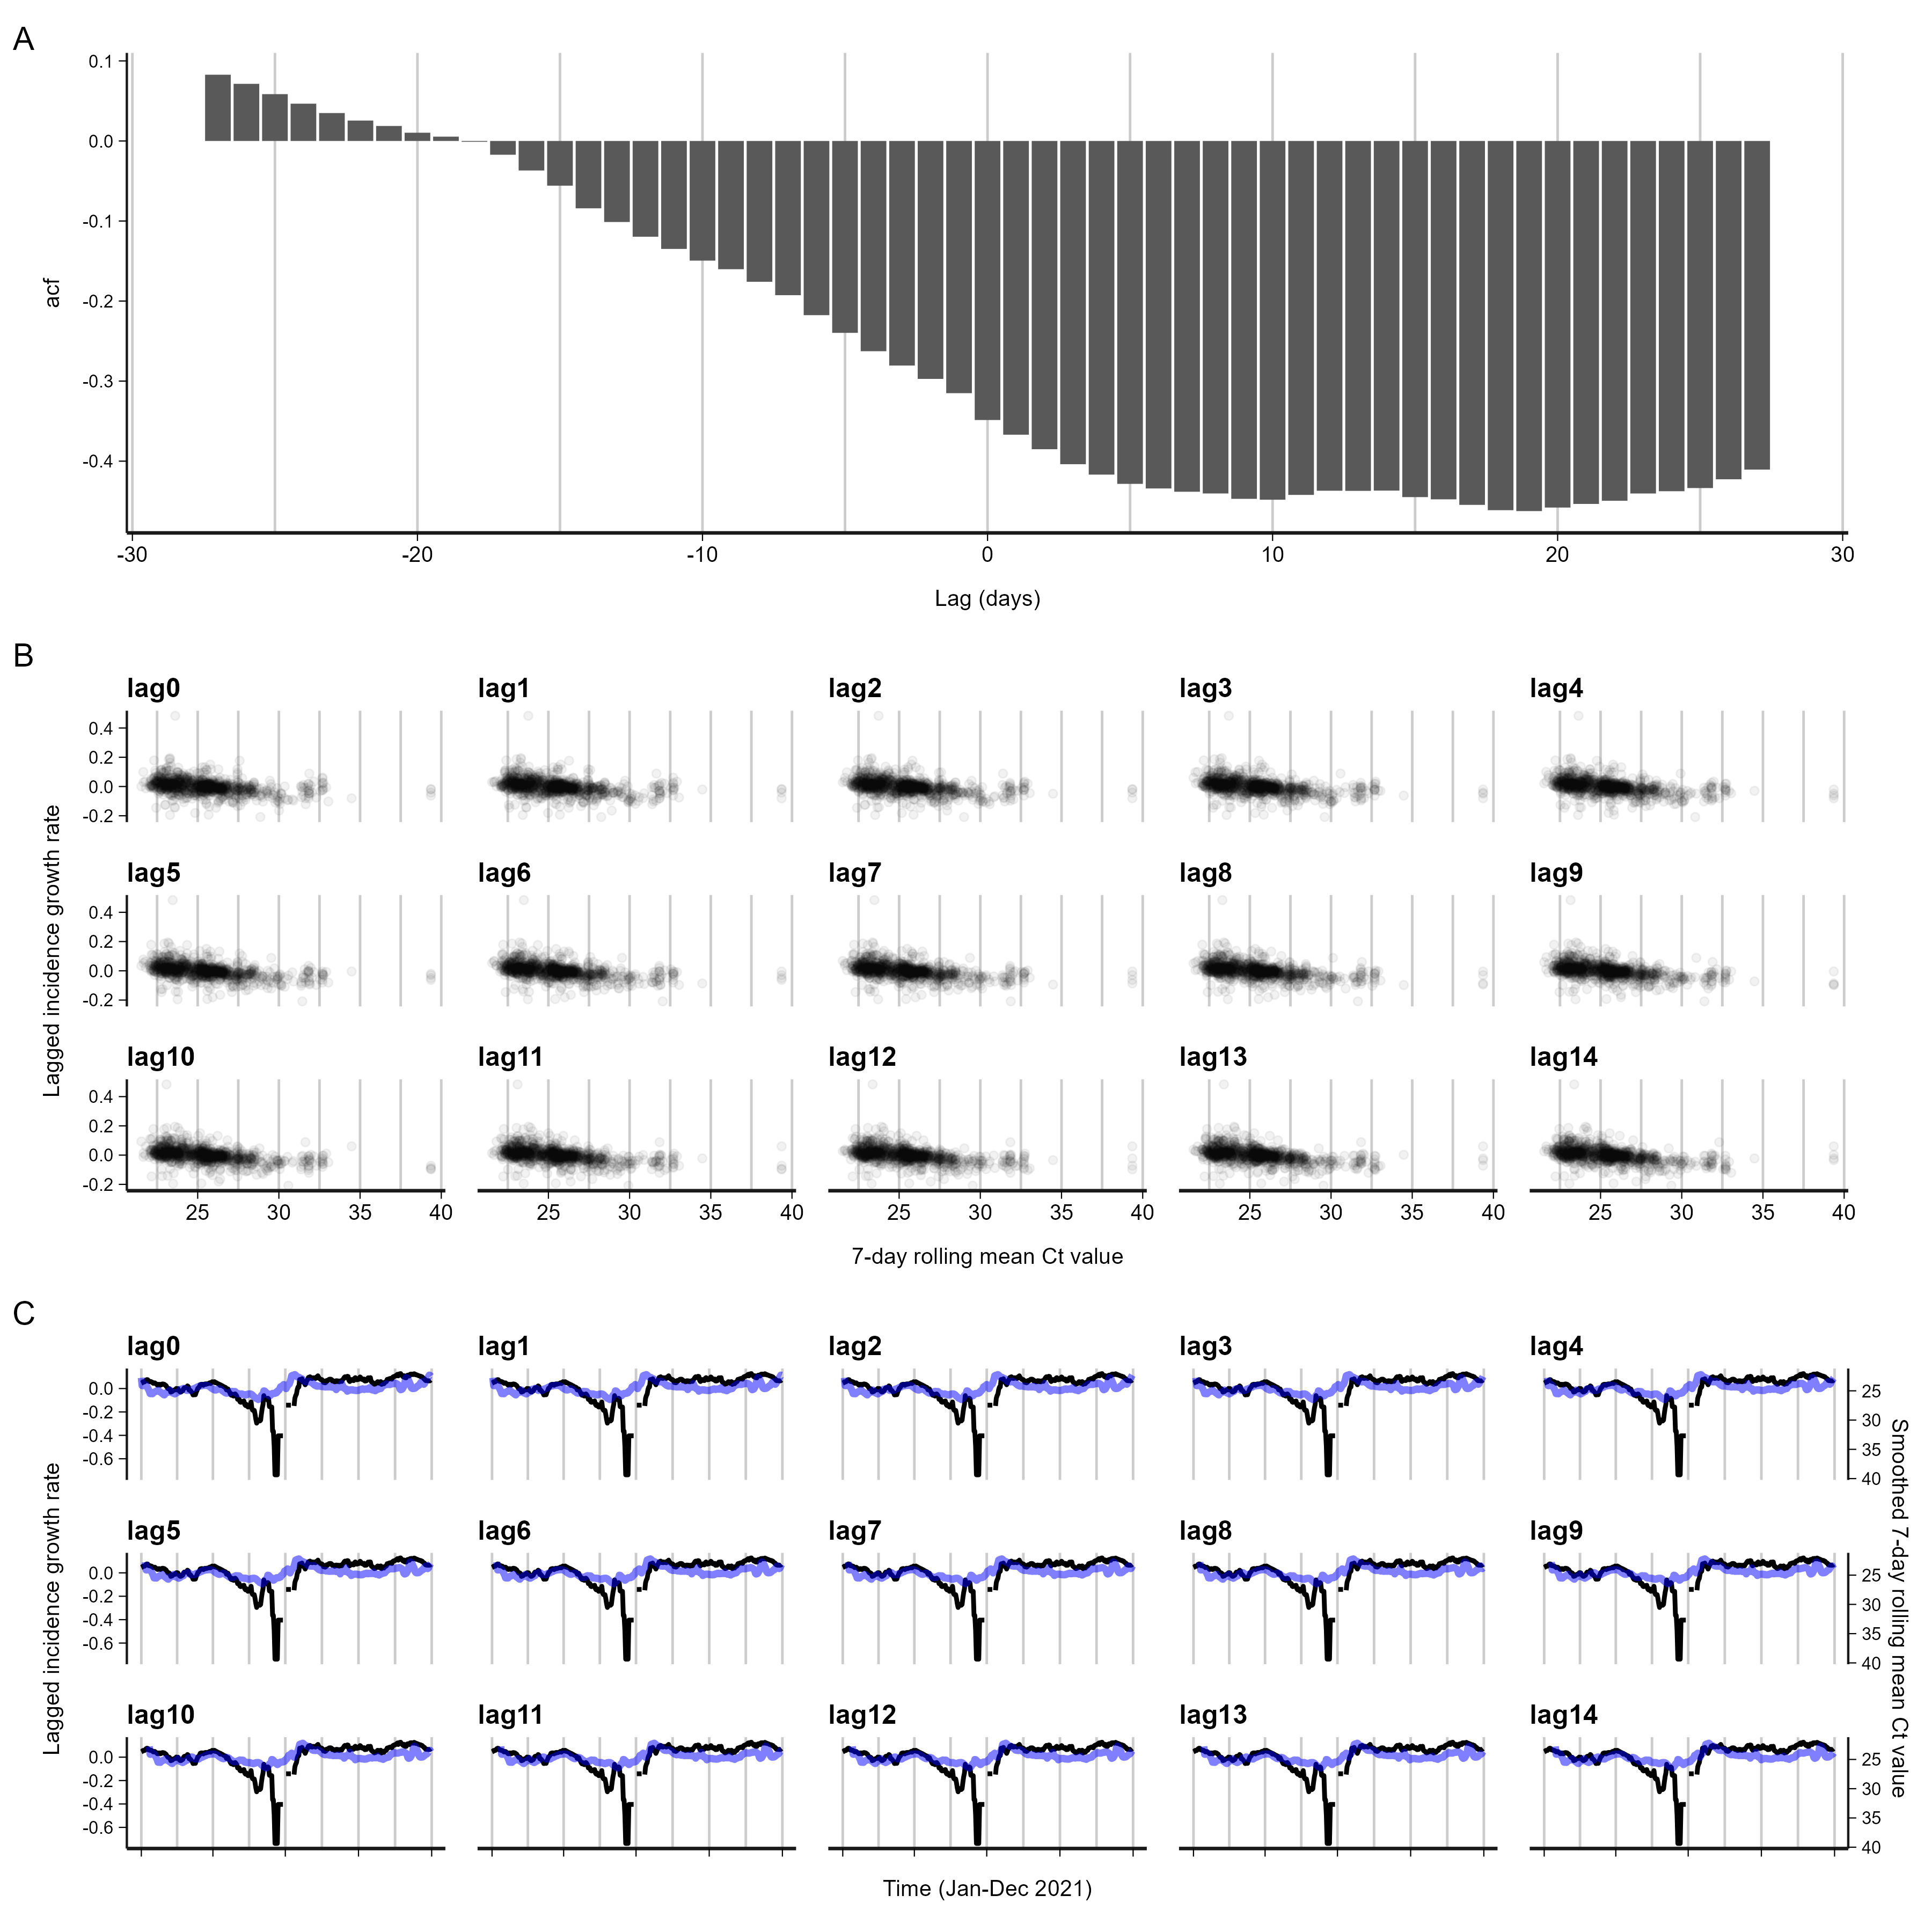 A
0.1
0.0
-0.1
-0.2
-0.3
-0.4
acf
-30 -20 -10 0 10 20 30
Lag (days)
B
lag0 lag1 lag2 lag3 lag4
0.4
0.2
0.0
-0.2
lag5 lag6 lag7 lag8 lag9
0.4
0.2
0.0
-0.2
lag10 lag11 lag12 lag13 lag14
0.4
0.2
0.0
-0.2
Lagged incidence growth rate
25 30 35 40 25 30 35 40 25 30 35 40 25 30 35 40 25 30 35 40
7-day rolling mean Ct value
C
lag0 lag1 lag2 lag3 lag4
0.0
-0.2
-0.4
-0.6
25
30
35
40
lag5 lag6 lag7 lag8 lag9
0.0
-0.2
-0.4
-0.6
25
30
35
40
lag10 lag11 lag12 lag13 lag14
0.0
-0.2
-0.4
-0.6
25
30
35
40
Lagged incidence growth rate
Smoothed 7-day rolling mean Ct value
Time (Jan-Dec 2021)